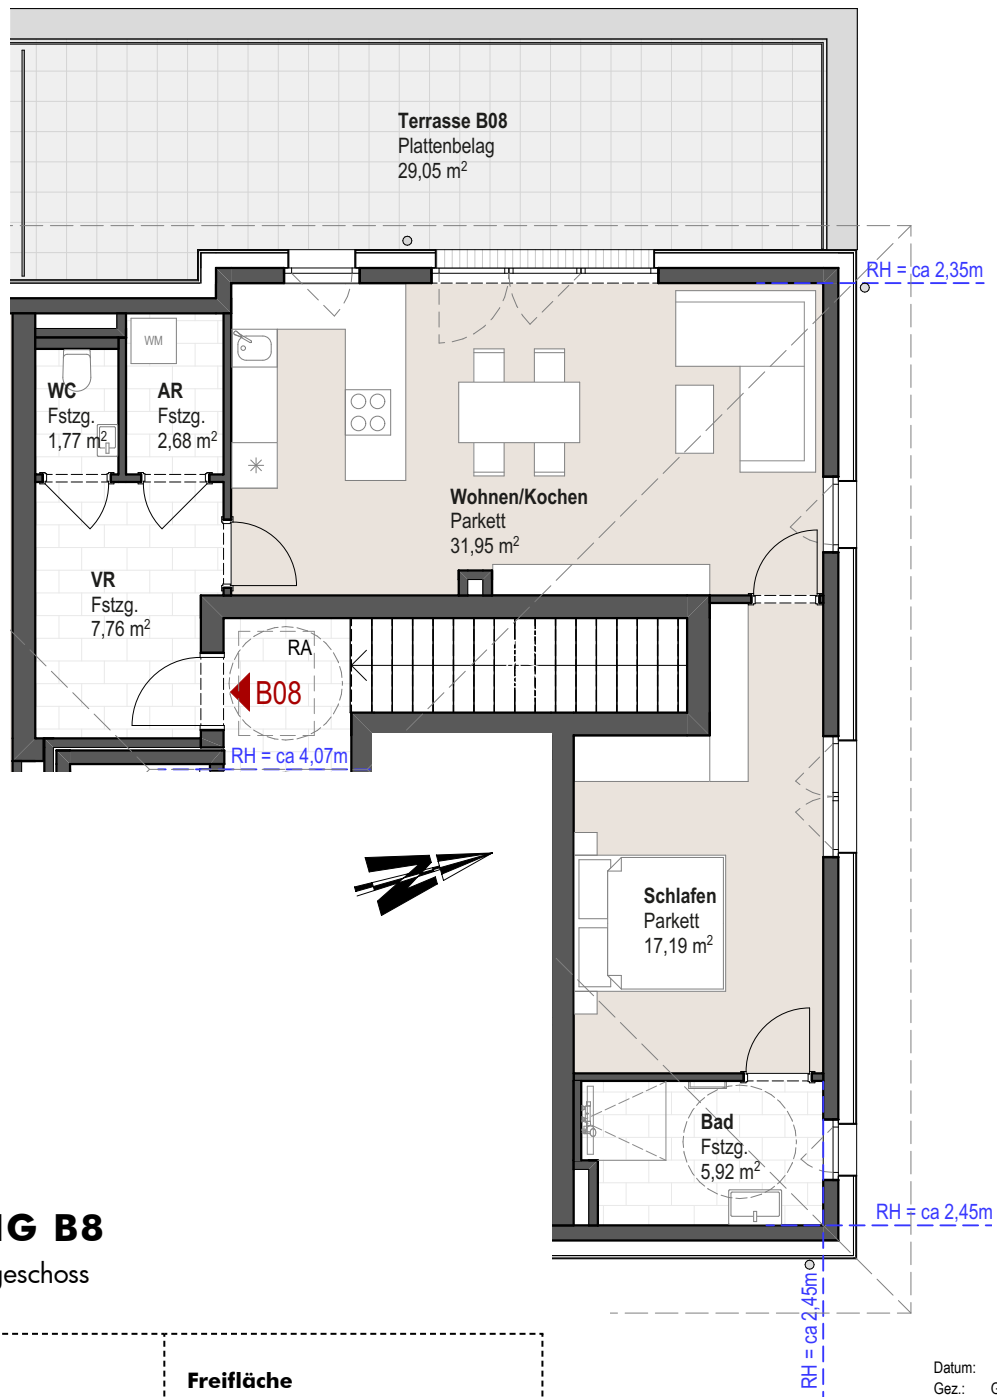 Terrasse B08
Plattenbelag
29,05 m²
RH = ca 2,35m
WM
WC
Fstzg.
1,77 m²
AR
Fstzg.
2,68 m²
Wohnen/Kochen
Parkett
31,95 m²
VR
Fstzg.
7,76 m²
RA
B08
RH = ca 4,07m
N
Schlafen
Parkett
17,19 m²
Bad
Fstzg.
5,92 m²
RH = ca 2,45m
G B8
geschoss
RH = ca 2,45m
Freifläche
Datum:
Gez.: G